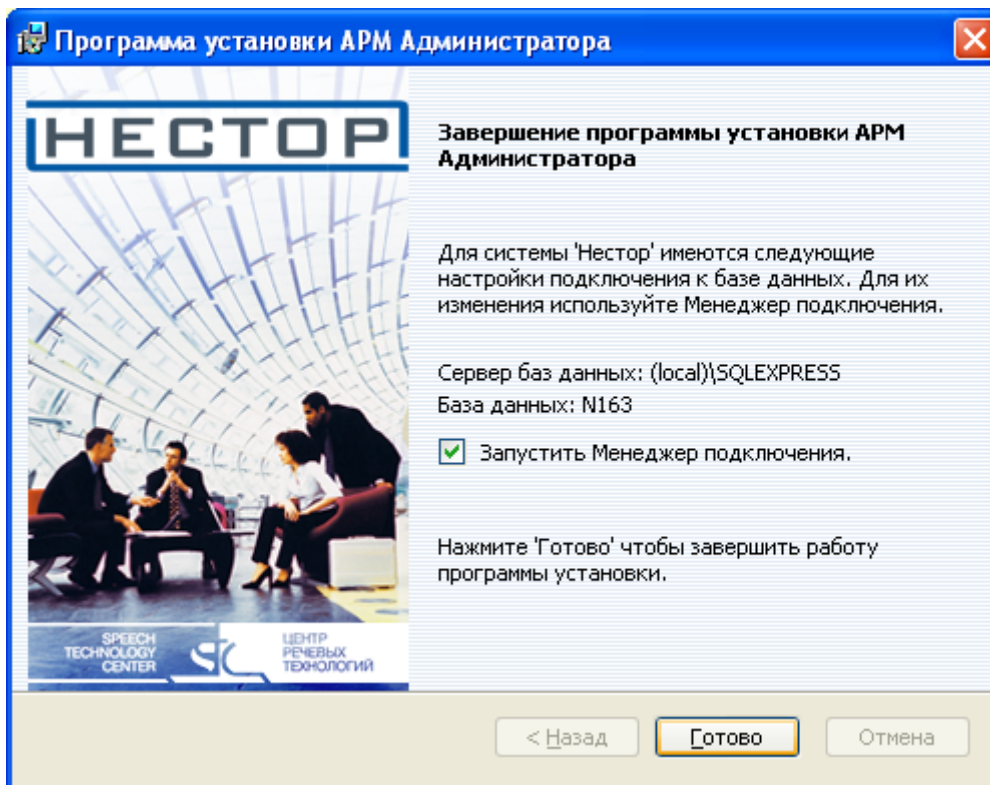 Программа установки АРМ Администратора
НЕСТОР
Завершение программы установки АРМ
Администратора
Для системы 'Нестор' имеются следующие
настройки подключения к базе данных. Для их
изменения используйте Менеджер подключения.
Сервер баз данных: (local)\SQLEXPRESS
База данных: N163
Запустить Менеджер подключения.
Нажмите 'Готово' чтобы завершить работу
программы установки.
SPEECH
TECHNOLOGY
CENTER
ЦЕНТР
РЕЧЕВЫХ
ТЕХНОЛОГИЙ
< Назад
Готово
Отмена